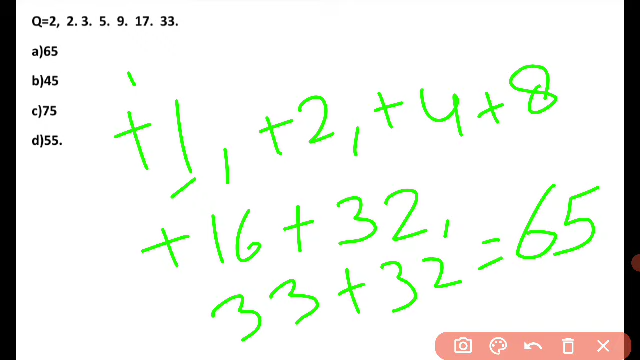 Q=2, 2. 3. 5. 9. 17. 33.
a)65
b)45
c)75
d)55.
+1, +2, +4 +8
+16 +32,
33+32=65